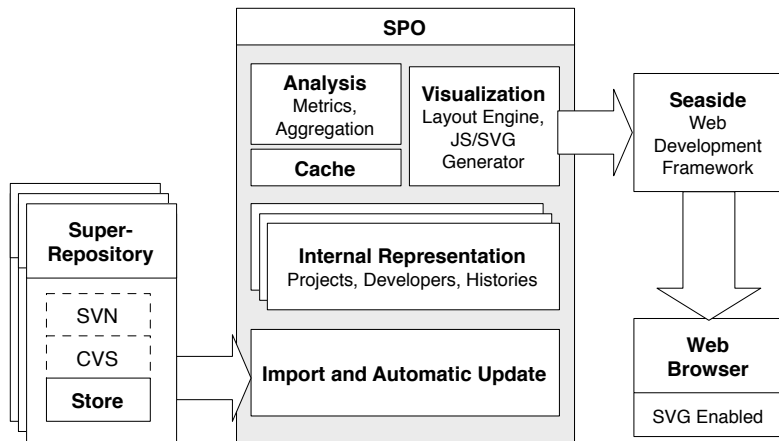 SPO
Analysis
Metrics,
Aggregation
Cache
Visualization
Layout Engine,
JS/SVG
Generator
Seaside
Web
Development
Framework
Super-
Repository
SVN
CVS
Store
Internal Representation
Projects, Developers, Histories
Import and Automatic Update
Web
Browser
SVG Enabled